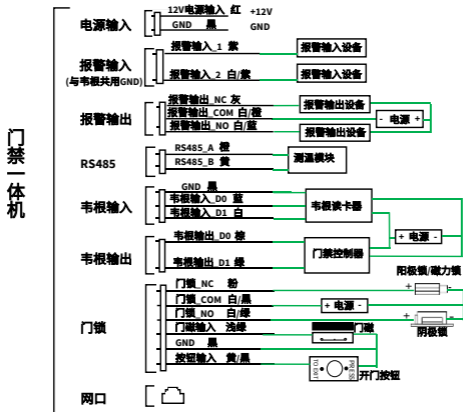 门禁一体机
电源输入
12V电源输入 红
+12V
GND 黑
GND
报警输入
(与韦根共用GND)
报警输入_1 紫
报警输入设备
报警输入_2 白/紫
报警输入设备
报警输出
报警输出_NC 灰
报警输出_COM 白/橙
报警输出_NO 白/蓝
报警输出设备
报警输出设备
- 电源 +
RS485
RS485_A 橙
RS485_B 黄
测温模块
韦根输入
GND 黑
韦根输入_D0 蓝
韦根输入_D1 白
韦根读卡器
+ 电源 -
韦根输出
韦根输出_D0 棕
韦根输出_D1 绿
门禁控制器
门锁
门锁_NC 粉
门锁_COM 白/黑
门锁_NO 白/绿
门磁输入 浅绿
GND 黑
按钮输入 黄/黑
阳极锁/磁力锁
+
-
+ 电源 -
+
-
阴极锁
门磁
TO EXIT
PRESS
开门按钮
网口